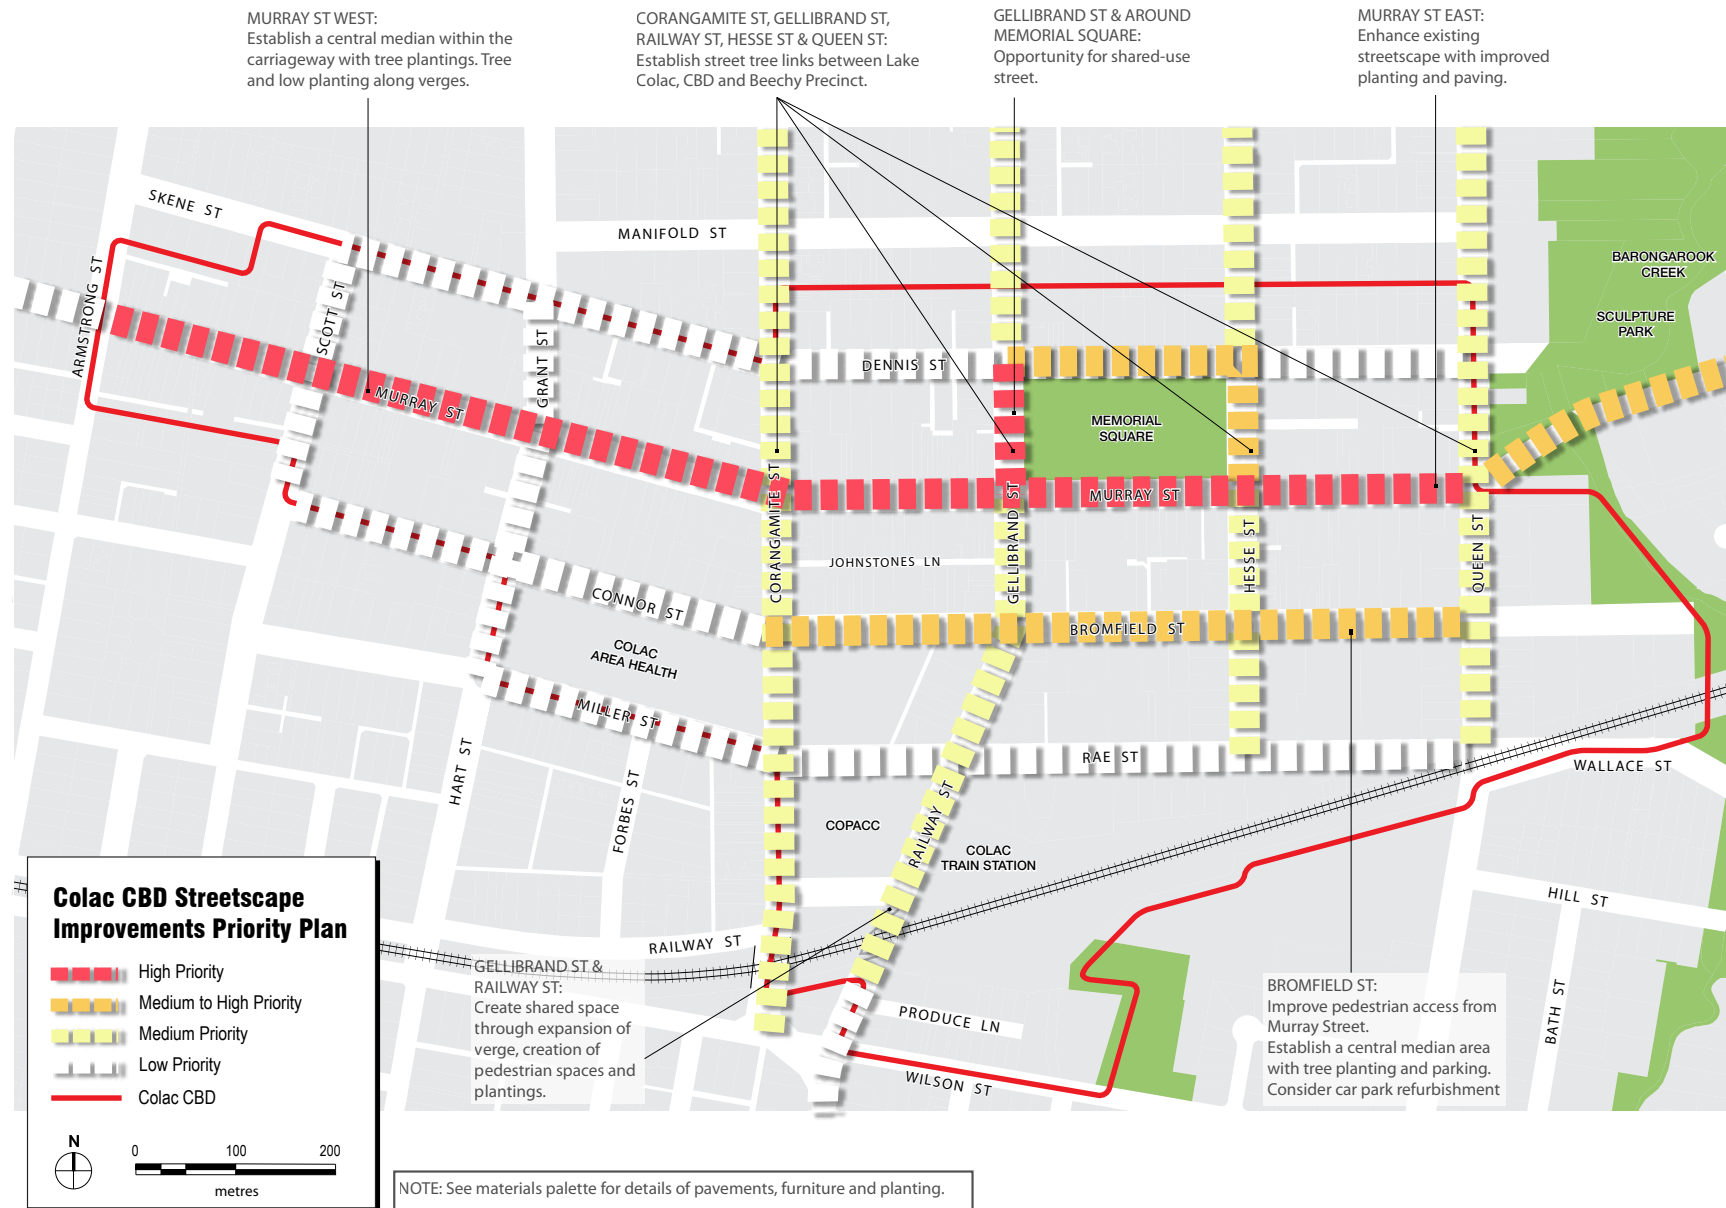 MURRAY ST WEST:
Establish a central median within the
carriageway with tree plantings. Tree
and low planting along verges.
CORANGAMITE ST, GELLIBRAND ST,
RAILWAY ST, HESSE ST & QUEEN ST:
Establish street tree links between Lake
Colac, CBD and Beechy Precinct.
GELLIBRAND ST & AROUND
MEMORIAL SQUARE:
Opportunity for shared-use
street.
MURRAY ST EAST:
Enhance existing
streetscape with improved
planting and paving.
SKENE ST
MANIFOLD ST
BARONGAROOK
CREEK
SCULPTURE
PARK
ARMSTRONG ST
SCOTT ST
GRANT ST
MURRAY ST
DENNIS ST
MEMORIAL
SQUARE
MURRAY ST
CORANGAMITE ST
GELLIBRAND ST
HESSE ST
QUEEN ST
JOHNSTONES LN
CONNOR ST
BROMFIELD ST
COLAC
AREA HEALTH
MILLER ST
HART ST
FORBES ST
RAE ST
WALLACE ST
COPACC
RAILWAY ST
COLAC
TRAIN STATION
HILL ST
BATH ST
RAILWAY ST
PRODUCE LN
WILSON ST
GELLIBRAND ST &
RAILWAY ST:
Create shared space
through expansion of
verge, creation of
pedestrian spaces and
plantings.
BROMFIELD ST:
Improve pedestrian access from
Murray Street.
Establish a central median area
with tree planting and parking.
Consider car park refurbishment
Colac CBD Streetscape
Improvements Priority Plan
High Priority
Medium to High Priority
Medium Priority
Low Priority
Colac CBD
N
0 100 200
metres
NOTE: See materials palette for details of pavements, furniture and planting.